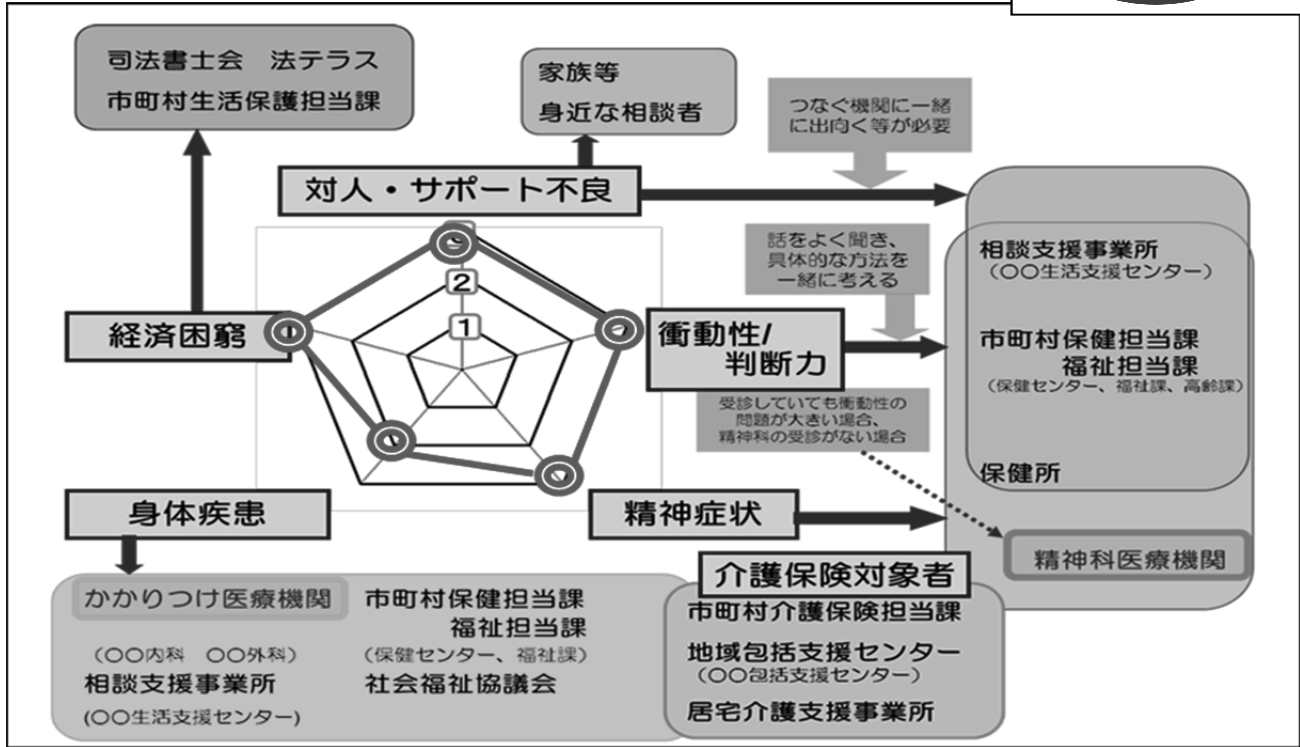 司法書士会　法テラス
市町村生活保護担当課
家族等
身近な相談者
つなぐ機関に一緒
に出向く等が必要
対人・サポート不良
話をよく聞き、
具体的な方法を
一緒に考える
相談支援事業所
（〇〇生活支援センター）
2
1
経済困窮
衝動性/
判断力
市町村保健担当課
福祉担当課
（保健センター、福祉課、高齢課）
受診していても衝動性の
問題が大きい場合、
精神科の受診がない場合
保健所
身体疾患
精神症状
精神科医療機関
介護保険対象者
かかりつけ医療機関
（〇〇内科　〇〇外科）
相談支援事業所
(〇〇生活支援センター)
市町村保健担当課
福祉担当課
（保健センター、福祉課）
社会福祉協議会
市町村介護保険担当課
地域包括支援センター
（〇〇包括支援センター）
居宅介護支援事業所